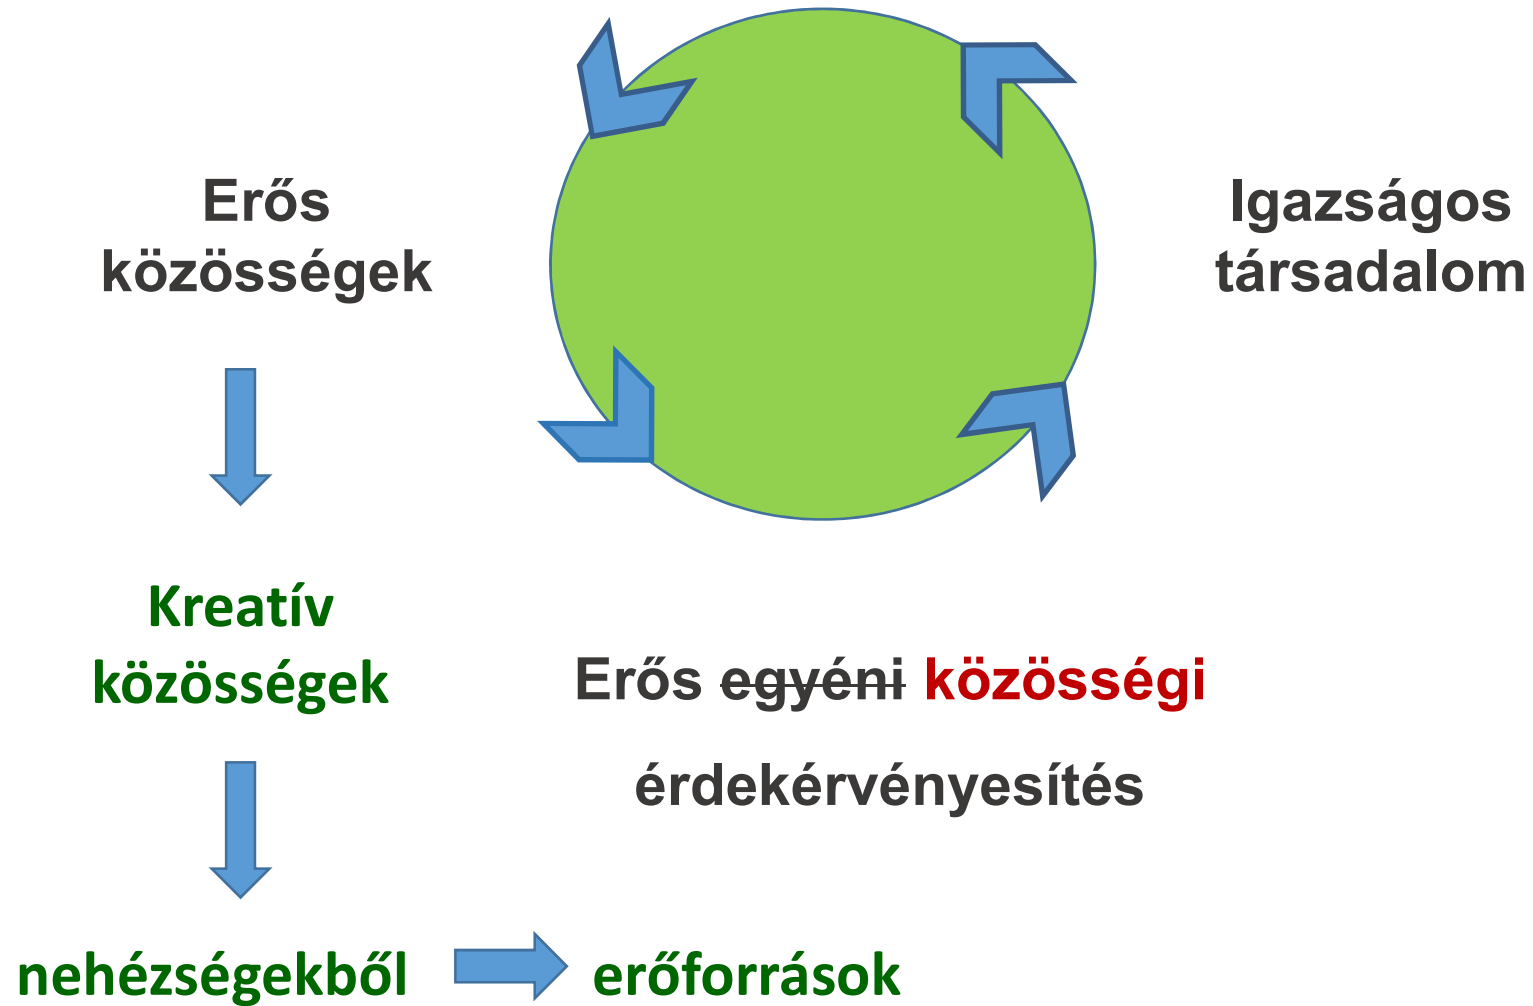 Erős
közösségek
Igazságos
társadalom
Kreatív
közösségek
Erős egyéni közösségi
érdekérvényesítés
nehézségekből
erőforrások